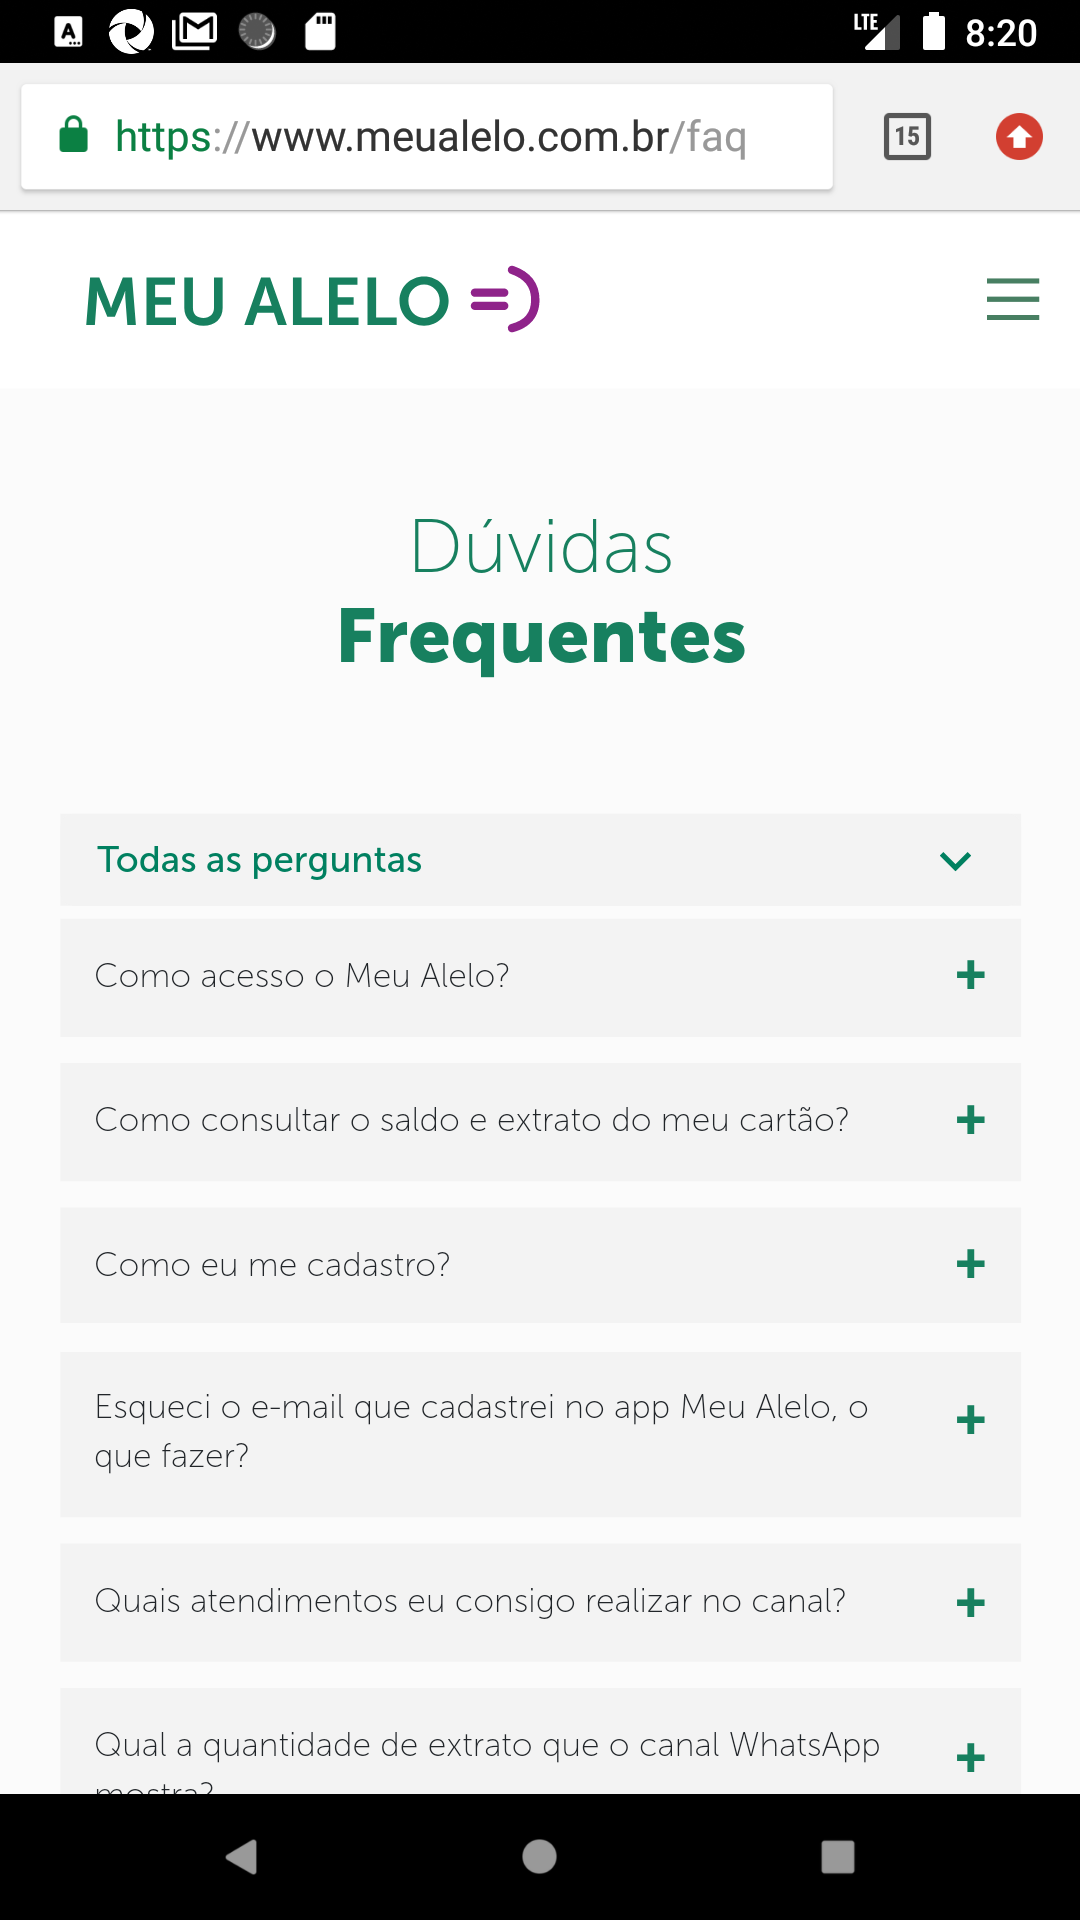 LTE 8:20
https://www.meualelo.com.br/faq 15
MEU ALELO
Dúvidas
Frequentes
Todas as perguntas
Como acesso o Meu Alelo?
Como consultar o saldo e extrato do meu cartão?
Como eu me cadastro?
Esqueci o e-mail que cadastrei no app Meu Alelo, o
que fazer?
Quais atendimentos eu consigo realizar no canal?
Qual a quantidade de extrato que o canal WhatsApp
mostra?